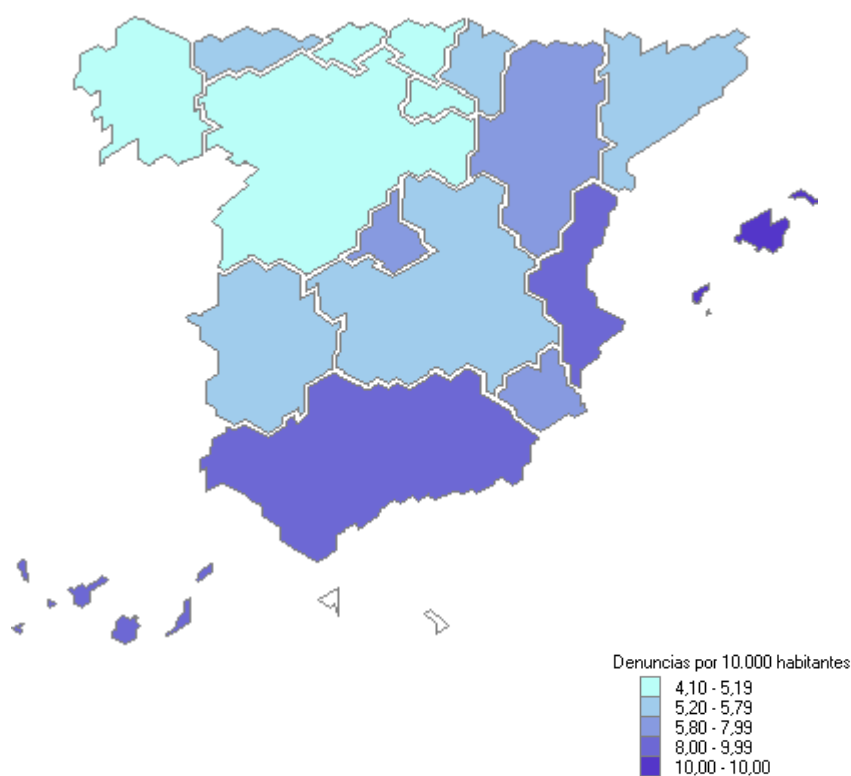 Denuncias por 10.000 habitantes
4,10 - 5,19
5,20 - 5,79
5,80 - 7,99
8,00 - 9,99
10,00 - 10,00